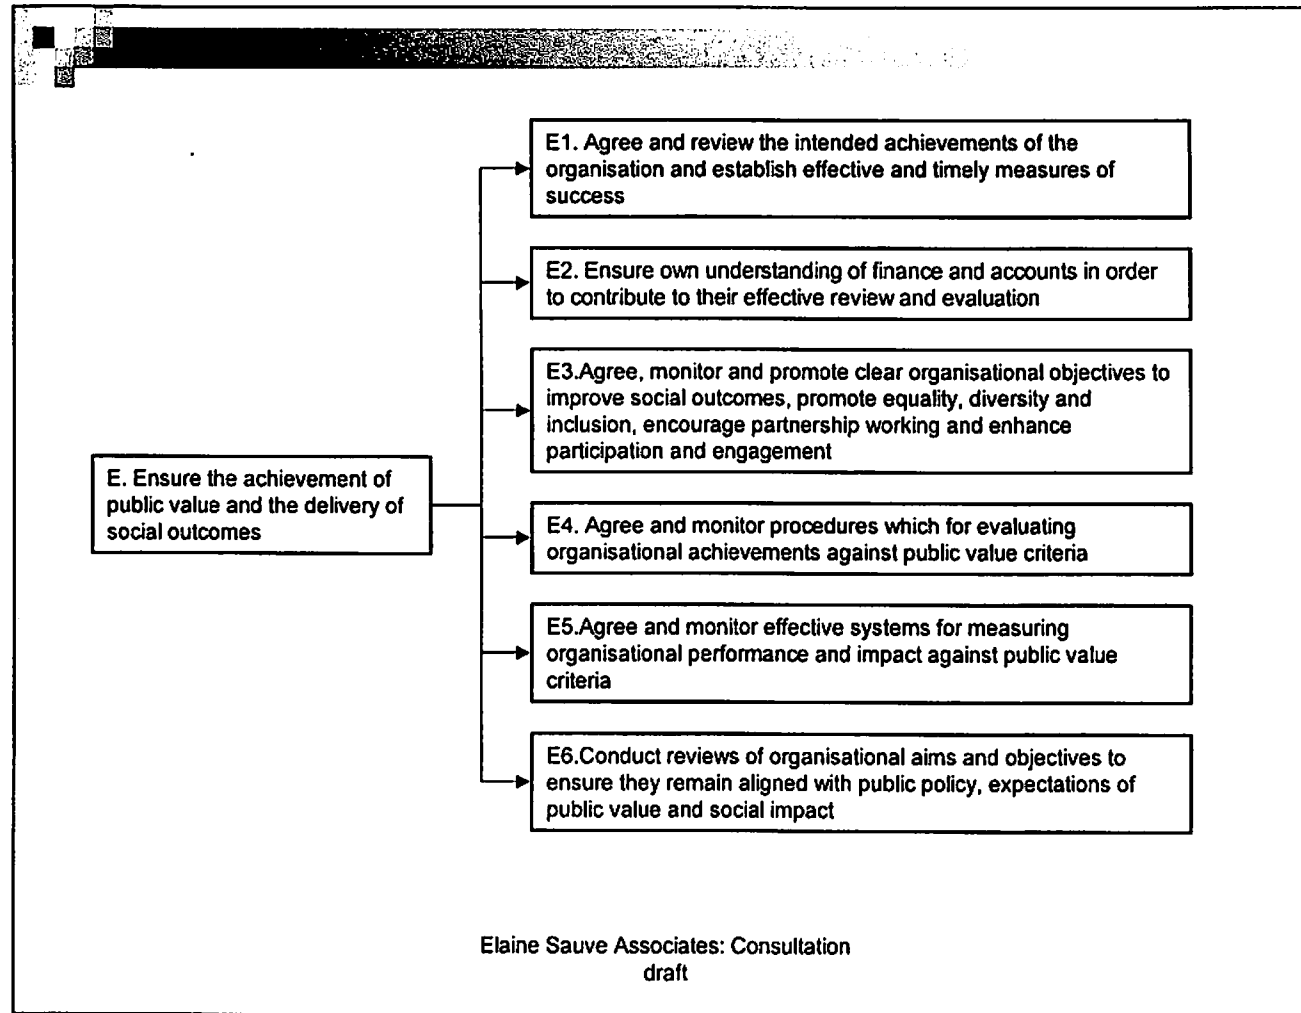 E1. Agree and review the intended achievements of the
organisation and establish effective and timely measures of
success
E2. Ensure own understanding of finance and accounts in order
to contribute to their effective review and evaluation
E3.Agree, monitor and promote clear organisational objectives to
improve social outcomes, promote equality, diversity and
inclusion, encourage partnership working and enhance
participation and engagement
E. Ensure the achievement of
public value and the delivery of
social outcomes
E4. Agree and monitor procedures which for evaluating
organisational achievements against public value criteria
E5.Agree and monitor effective systems for measuring
organisational performance and impact against public value
criteria
E6.Conduct reviews of organisational aims and objectives to
ensure they remain aligned with public policy, expectations of
public value and social impact
Elaine Sauve Associates: Consultation
draft